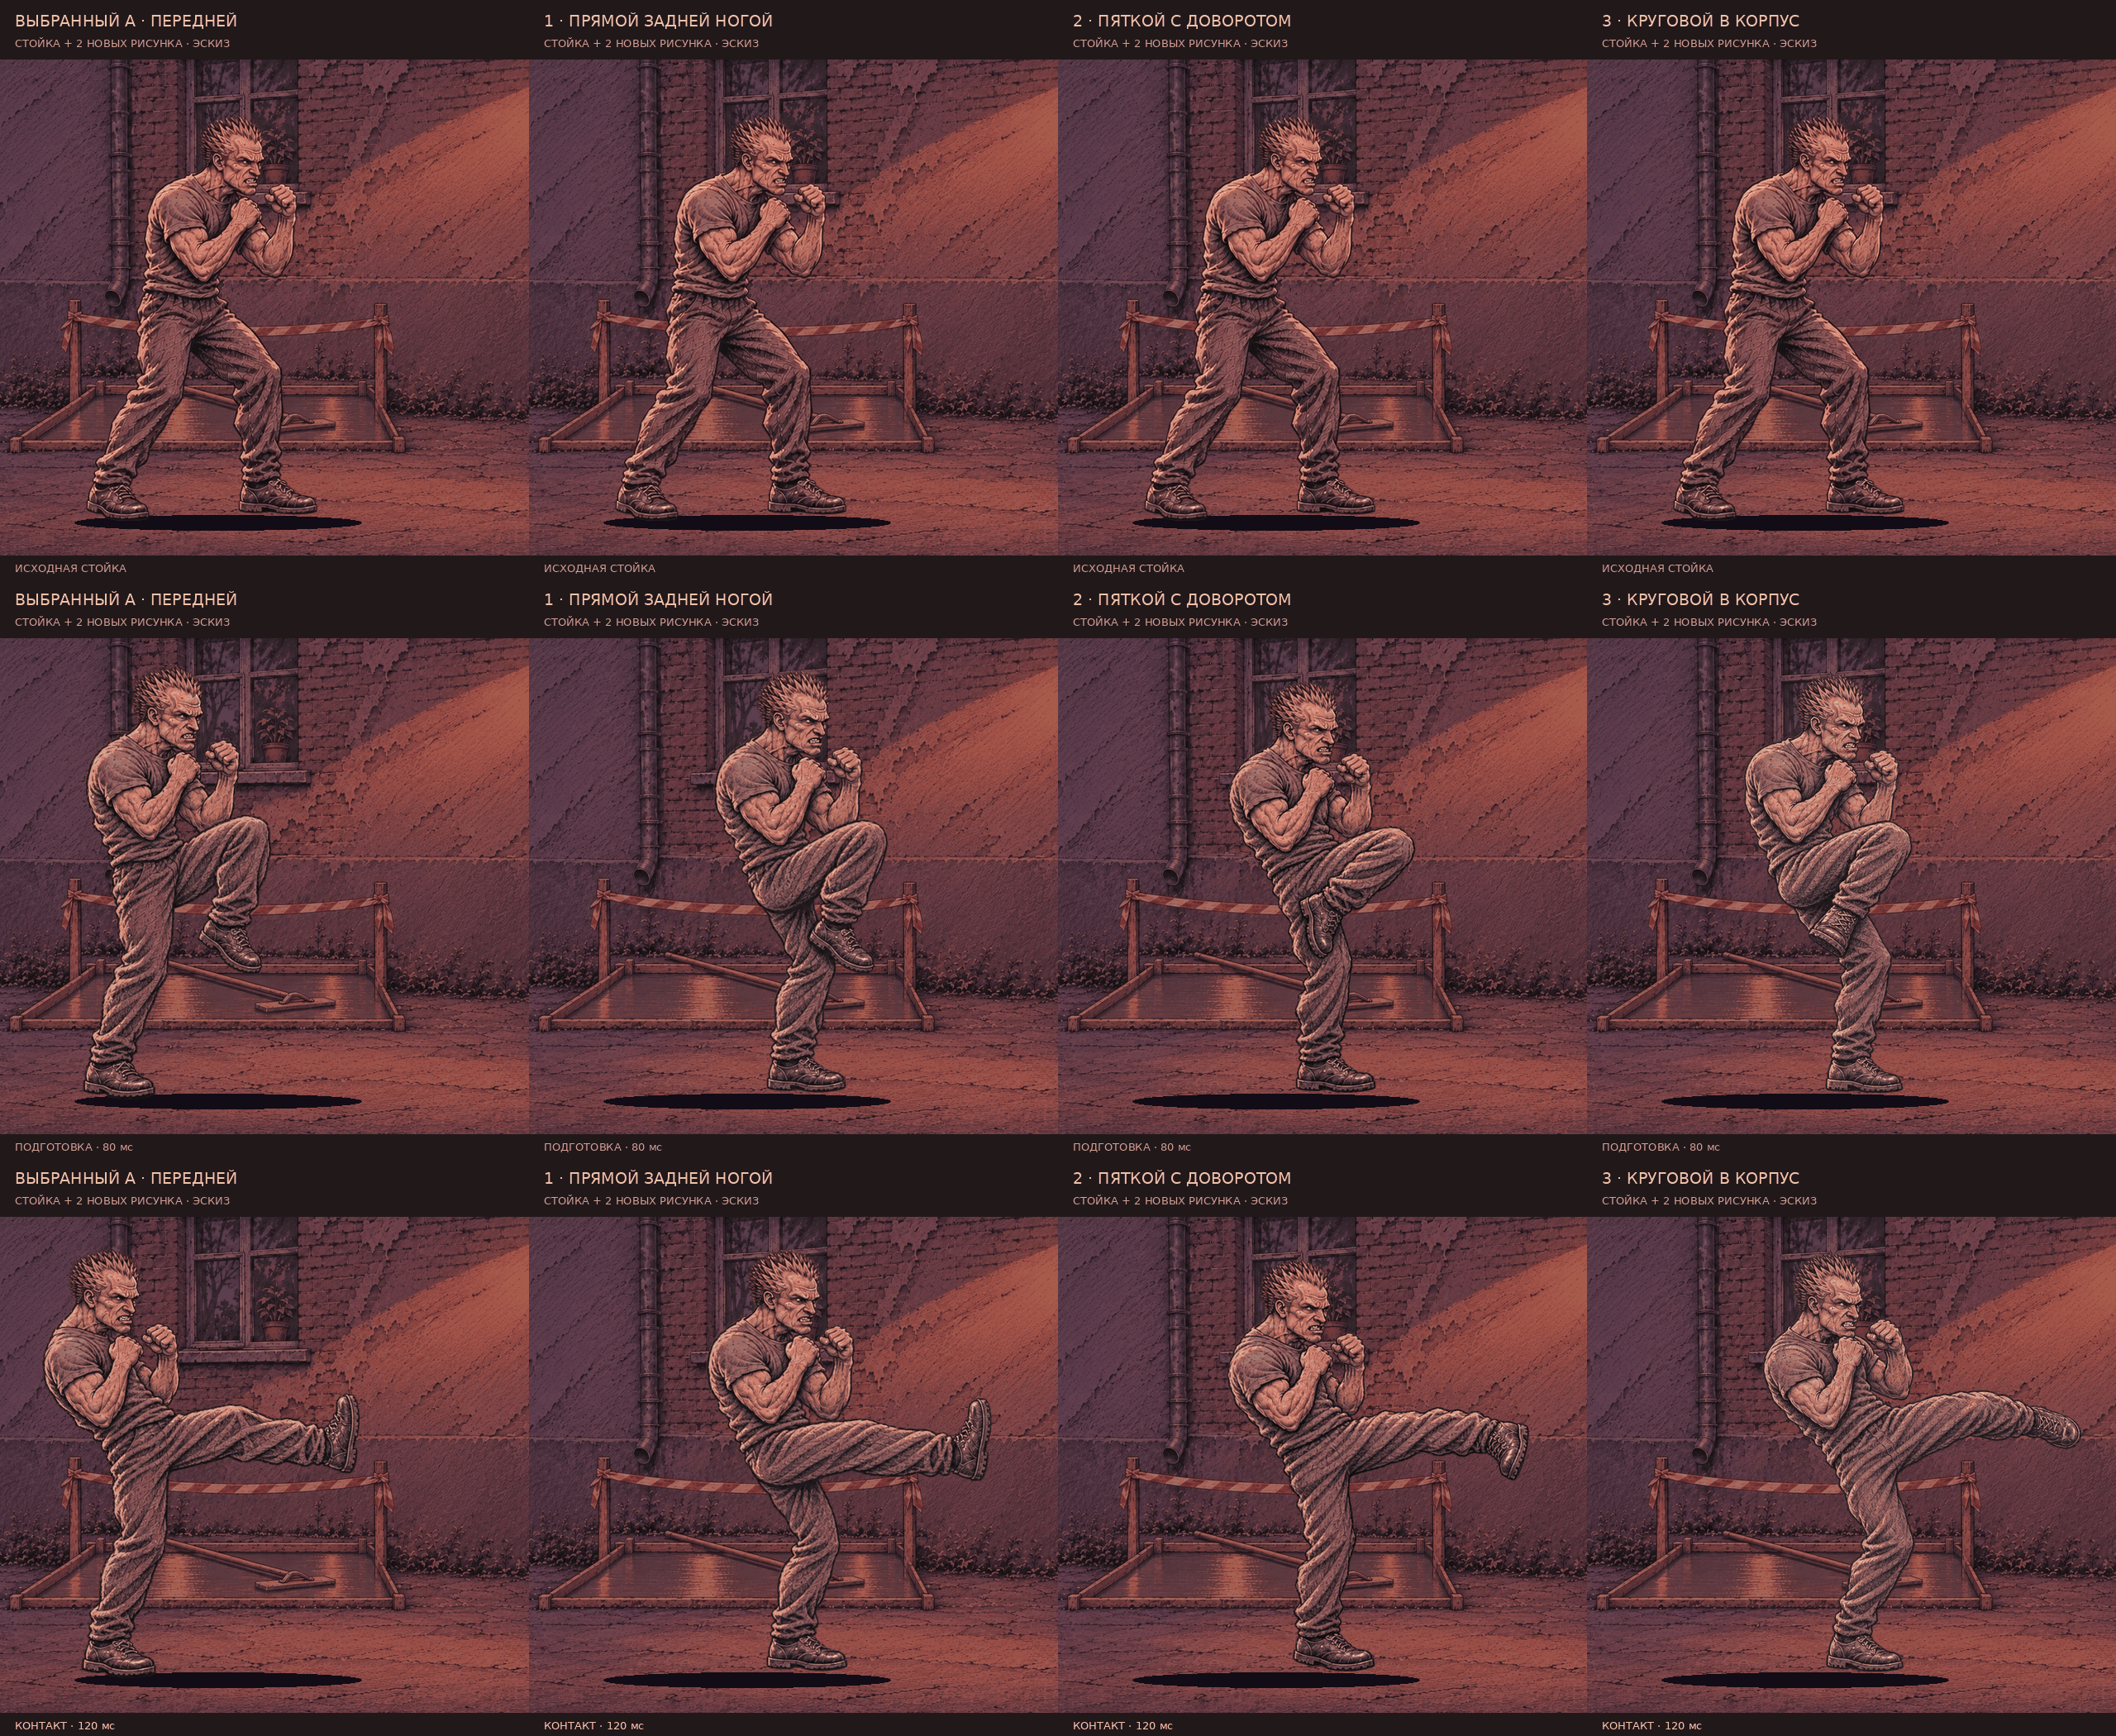 ВЫБРАННЫЙ А · ПЕРЕДНЕЙ
СТОЙКА + 2 НОВЫХ РИСУНКА · ЭСКИЗ
1 · ПРЯМОЙ ЗАДНЕЙ НОГОЙ
СТОЙКА + 2 НОВЫХ РИСУНКА · ЭСКИЗ
2 · ПЯТКОЙ С ДОВОРОТОМ
СТОЙКА + 2 НОВЫХ РИСУНКА · ЭСКИЗ
3 · КРУГОВОЙ В КОРПУС
СТОЙКА + 2 НОВЫХ РИСУНКА · ЭСКИЗ
ИСХОДНАЯ СТОЙКА
ИСХОДНАЯ СТОЙКА
ИСХОДНАЯ СТОЙКА
ИСХОДНАЯ СТОЙКА
ВЫБРАННЫЙ А · ПЕРЕДНЕЙ
СТОЙКА + 2 НОВЫХ РИСУНКА · ЭСКИЗ
1 · ПРЯМОЙ ЗАДНЕЙ НОГОЙ
СТОЙКА + 2 НОВЫХ РИСУНКА · ЭСКИЗ
2 · ПЯТКОЙ С ДОВОРОТОМ
СТОЙКА + 2 НОВЫХ РИСУНКА · ЭСКИЗ
3 · КРУГОВОЙ В КОРПУС
СТОЙКА + 2 НОВЫХ РИСУНКА · ЭСКИЗ
ПОДГОТОВКА · 80 мс
ПОДГОТОВКА · 80 мс
ПОДГОТОВКА · 80 мс
ПОДГОТОВКА · 80 мс
ВЫБРАННЫЙ А · ПЕРЕДНЕЙ
СТОЙКА + 2 НОВЫХ РИСУНКА · ЭСКИЗ
1 · ПРЯМОЙ ЗАДНЕЙ НОГОЙ
СТОЙКА + 2 НОВЫХ РИСУНКА · ЭСКИЗ
2 · ПЯТКОЙ С ДОВОРОТОМ
СТОЙКА + 2 НОВЫХ РИСУНКА · ЭСКИЗ
3 · КРУГОВОЙ В КОРПУС
СТОЙКА + 2 НОВЫХ РИСУНКА · ЭСКИЗ
КОНТАКТ · 120 мс
КОНТАКТ · 120 мс
КОНТАКТ · 120 мс
КОНТАКТ · 120 мс